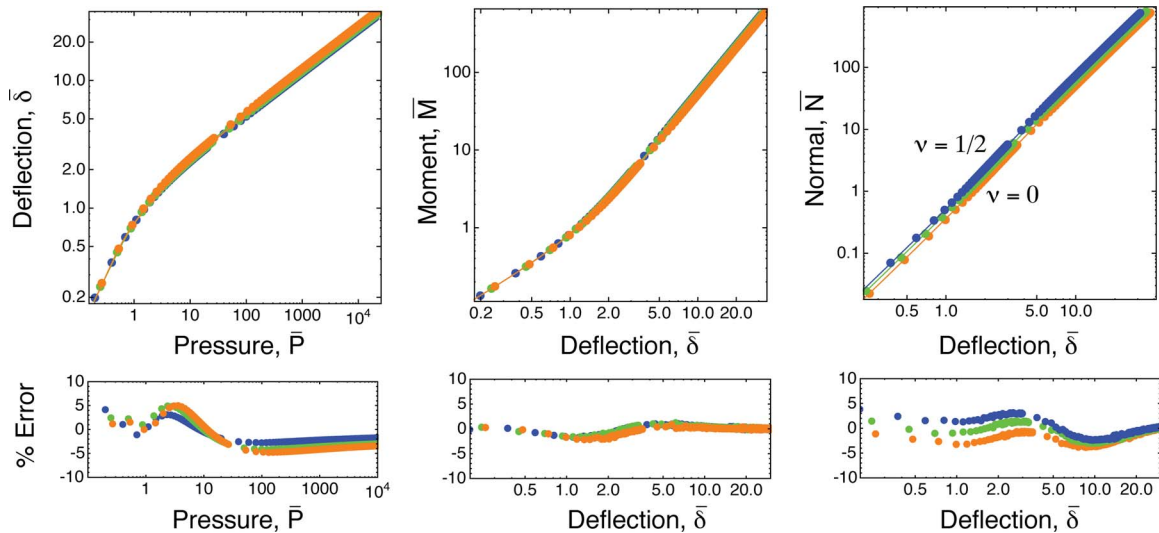 Deflection, δ̄
20.0
10.0
5.0
2.0
1.0
0.5
0.2
1 10 100 1000 10⁴
Pressure, P̄
Moment, M̄
100
10
1
0.2 0.5 1.0 2.0 5.0 10.0 20.0
Deflection, δ̄
Normal, N̄
100
10
1
0.1
ν = 1/2
ν = 0
0.5 1.0 5.0 10.0
Deflection, δ̄
% Error
10
5
0
-5
-10
1 10 100 1000 10⁴
Pressure, P̄
10
5
0
-5
-10
0.5 1.0 2.0 5.0 10.0 20.0
Deflection, δ̄
10
5
0
-5
-10
0.5 1.0 2.0 5.0 10.0 20.0
Deflection, δ̄